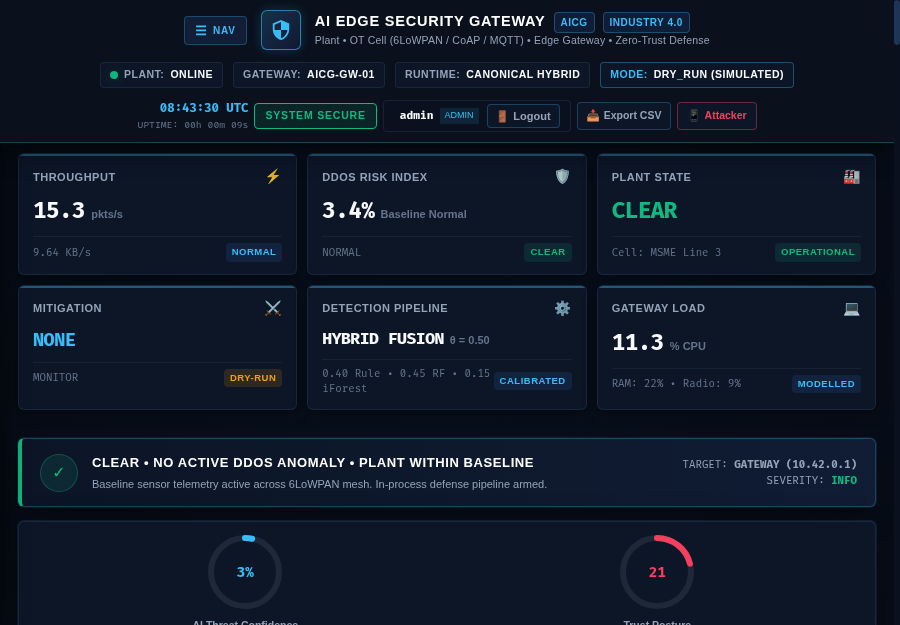 ☰ NAV
AI EDGE SECURITY GATEWAY AICG INDUSTRY 4.0
Plant • OT Cell (6LoWPAN / CoAP / MQTT) • Edge Gateway • Zero-Trust Defense
PLANT: ONLINE GATEWAY: AICG-GW-01 RUNTIME: CANONICAL HYBRID MODE: DRY_RUN (SIMULATED)
08:43:30 UTC
UPTIME: 00h 00m 09s
SYSTEM SECURE admin ADMIN Logout Export CSV Attacker
THROUGHPUT
15.3 pkts/s
9.64 KB/s NORMAL
DDOS RISK INDEX
3.4% Baseline Normal
NORMAL CLEAR
PLANT STATE
CLEAR
Cell: MSME Line 3 OPERATIONAL
MITIGATION
NONE
MONITOR DRY-RUN
DETECTION PIPELINE
HYBRID FUSION θ = 0.50
0.40 Rule • 0.45 RF • 0.15
iForest
CALIBRATED
GATEWAY LOAD
11.3 % CPU
RAM: 22% • Radio: 9% MODELLED
✓
CLEAR • NO ACTIVE DDOS ANOMALY • PLANT WITHIN BASELINE
Baseline sensor telemetry active across 6LoWPAN mesh. In-process defense pipeline armed.
TARGET: GATEWAY (10.42.0.1)
SEVERITY: INFO
3%
AI Threat Confidence
21
Trust Posture